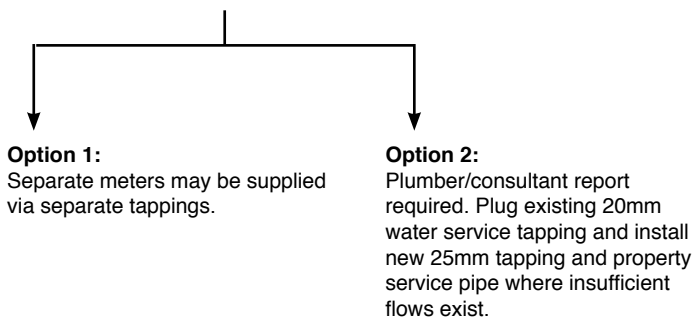 Option 1:
Separate meters may be supplied
via separate tappings.
Option 2:
Plumber/consultant report
required. Plug existing 20mm
water service tapping and install
new 25mm tapping and property
service pipe where insufficient
flows exist.